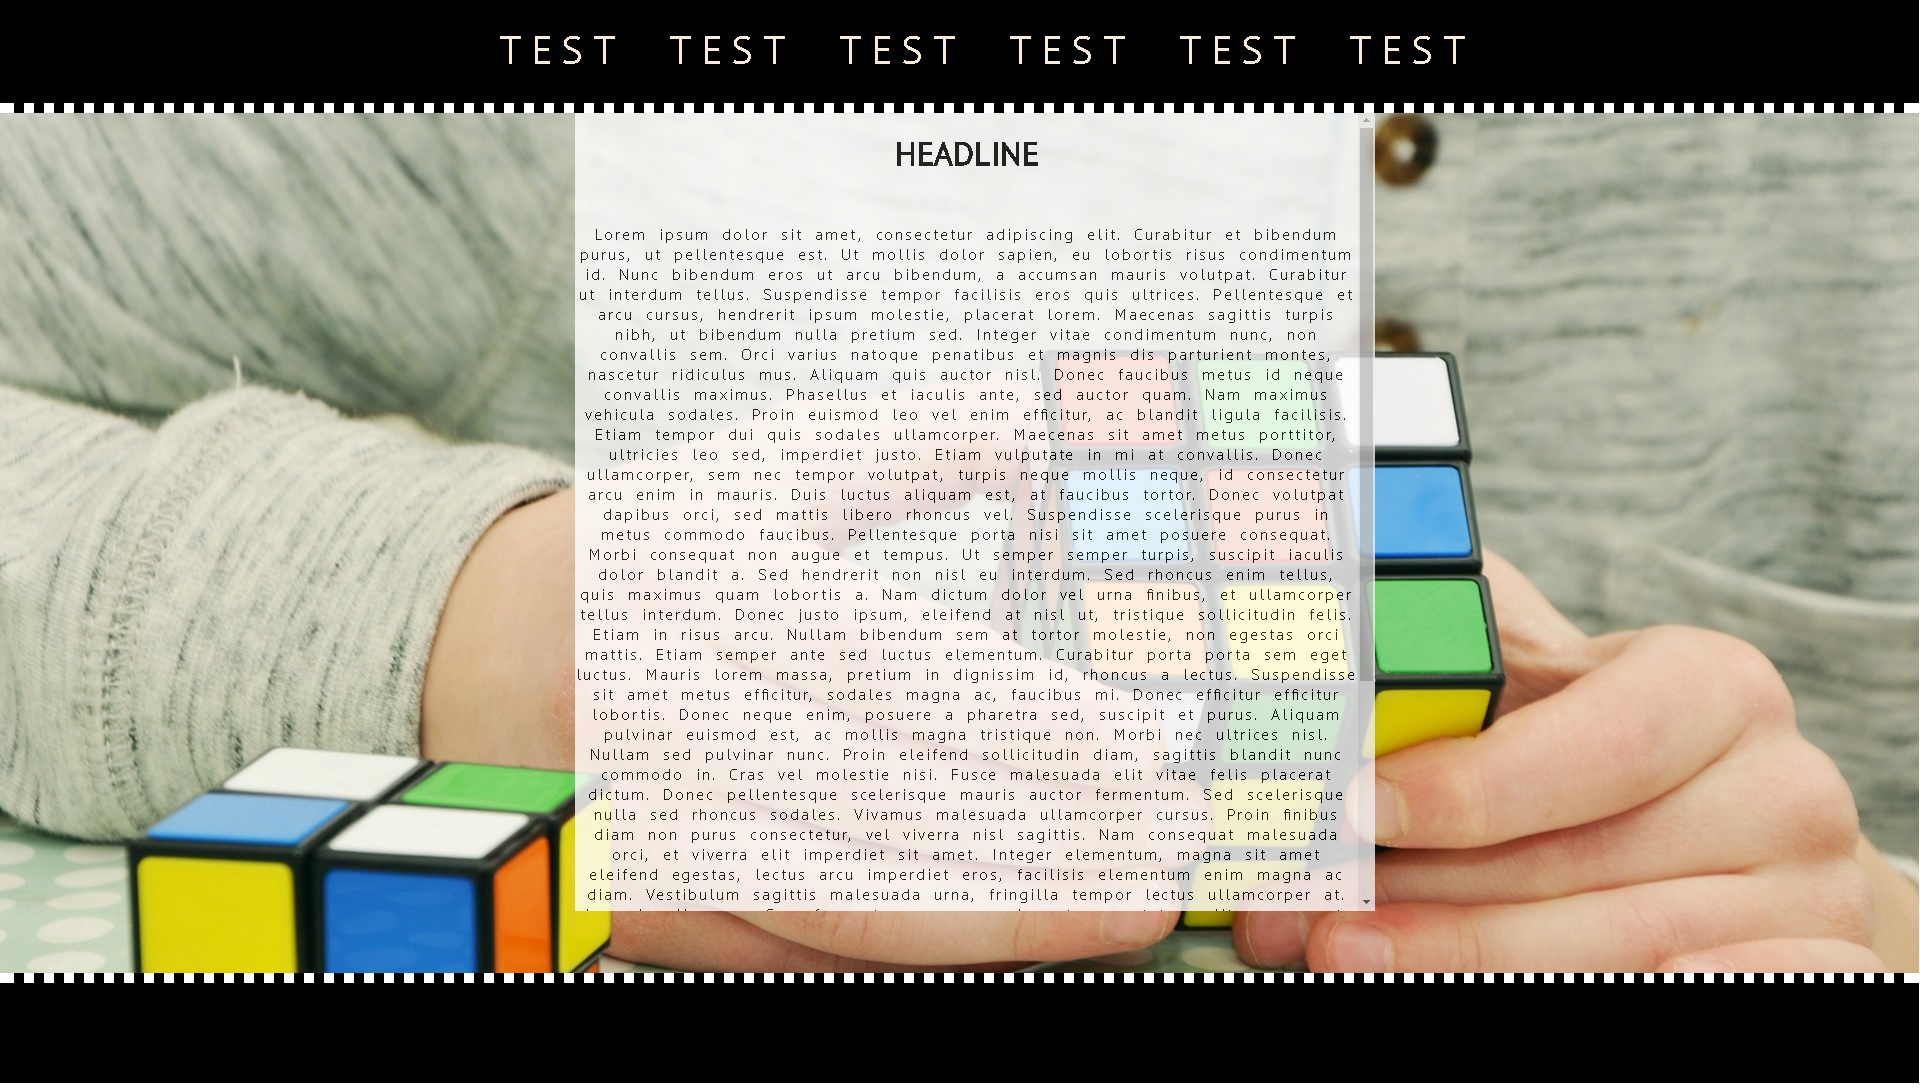 TEST TEST TEST TEST TEST TEST
HEADLINE
Lorem ipsum dolor sit amet, consectetur adipiscing elit. Curabitur et bibendum
purus, ut pellentesque est. Ut mollis dolor sapien, eu lobortis risus condimentum
id. Nunc bibendum eros ut arcu bibendum, a accumsan mauris volutpat. Curabitur
ut interdum tellus. Suspendisse tempor facilisis eros quis ultrices. Pellentesque et
arcu cursus, hendrerit ipsum molestie, placerat lorem. Maecenas sagittis turpis
nibh, ut bibendum nulla pretium sed. Integer vitae condimentum nunc, non
convallis sem. Orci varius natoque penatibus et magnis dis parturient montes,
nascetur ridiculus mus. Aliquam quis auctor nisl. Donec faucibus metus id neque
convallis maximus. Phasellus et iaculis ante, sed auctor quam. Nam maximus
vehicula sodales. Proin euismod leo vel enim efficitur, ac blandit ligula facilisis.
Etiam tempor dui quis sodales ullamcorper. Maecenas sit amet metus porttitor,
ultricies leo sed, imperdiet justo. Etiam vulputate in mi at convallis. Donec
ullamcorper, sem nec tempor volutpat, turpis neque mollis neque, id consectetur
arcu enim in mauris. Duis luctus aliquam est, at faucibus tortor. Donec volutpat
dapibus orci, sed mattis libero rhoncus vel. Suspendisse scelerisque purus in
metus commodo faucibus. Pellentesque porta nisi sit amet posuere consequat.
Morbi consequat non augue et tempus. Ut semper semper turpis, suscipit iaculis
dolor blandit a. Sed hendrerit non nisl eu interdum. Sed rhoncus enim tellus,
quis maximus quam lobortis a. Nam dictum dolor vel urna finibus, et ullamcorper
tellus interdum. Donec justo ipsum, eleifend at nisl ut, tristique sollicitudin felis.
Etiam in risus arcu. Nullam bibendum sem at tortor molestie, non egestas orci
mattis. Etiam semper ante sed luctus elementum. Curabitur porta porta sem eget
luctus. Mauris lorem massa, pretium in dignissim id, rhoncus a lectus. Suspendisse
sit amet metus efficitur, sodales magna ac, faucibus mi. Donec efficitur efficitur
lobortis. Donec neque enim, posuere a pharetra sed, suscipit et purus. Aliquam
pulvinar euismod est, ac mollis magna tristique non. Morbi nec ultrices nisl.
Nullam sed pulvinar nunc. Proin eleifend sollicitudin diam, sagittis blandit nunc
commodo in. Cras vel molestie nisi. Fusce malesuada elit vitae felis placerat
dictum. Donec pellentesque scelerisque mauris auctor fermentum. Sed scelerisque
nulla sed rhoncus sodales. Vivamus malesuada ullamcorper cursus. Proin finibus
diam non purus consectetur, vel viverra nisl sagittis. Nam consequat malesuada
orci, et viverra elit imperdiet sit amet. Integer elementum, magna sit amet
eleifend egestas, lectus arcu imperdiet eros, facilisis elementum enim magna ac
diam. Vestibulum sagittis malesuada urna, fringilla tempor lectus ullamcorper at.